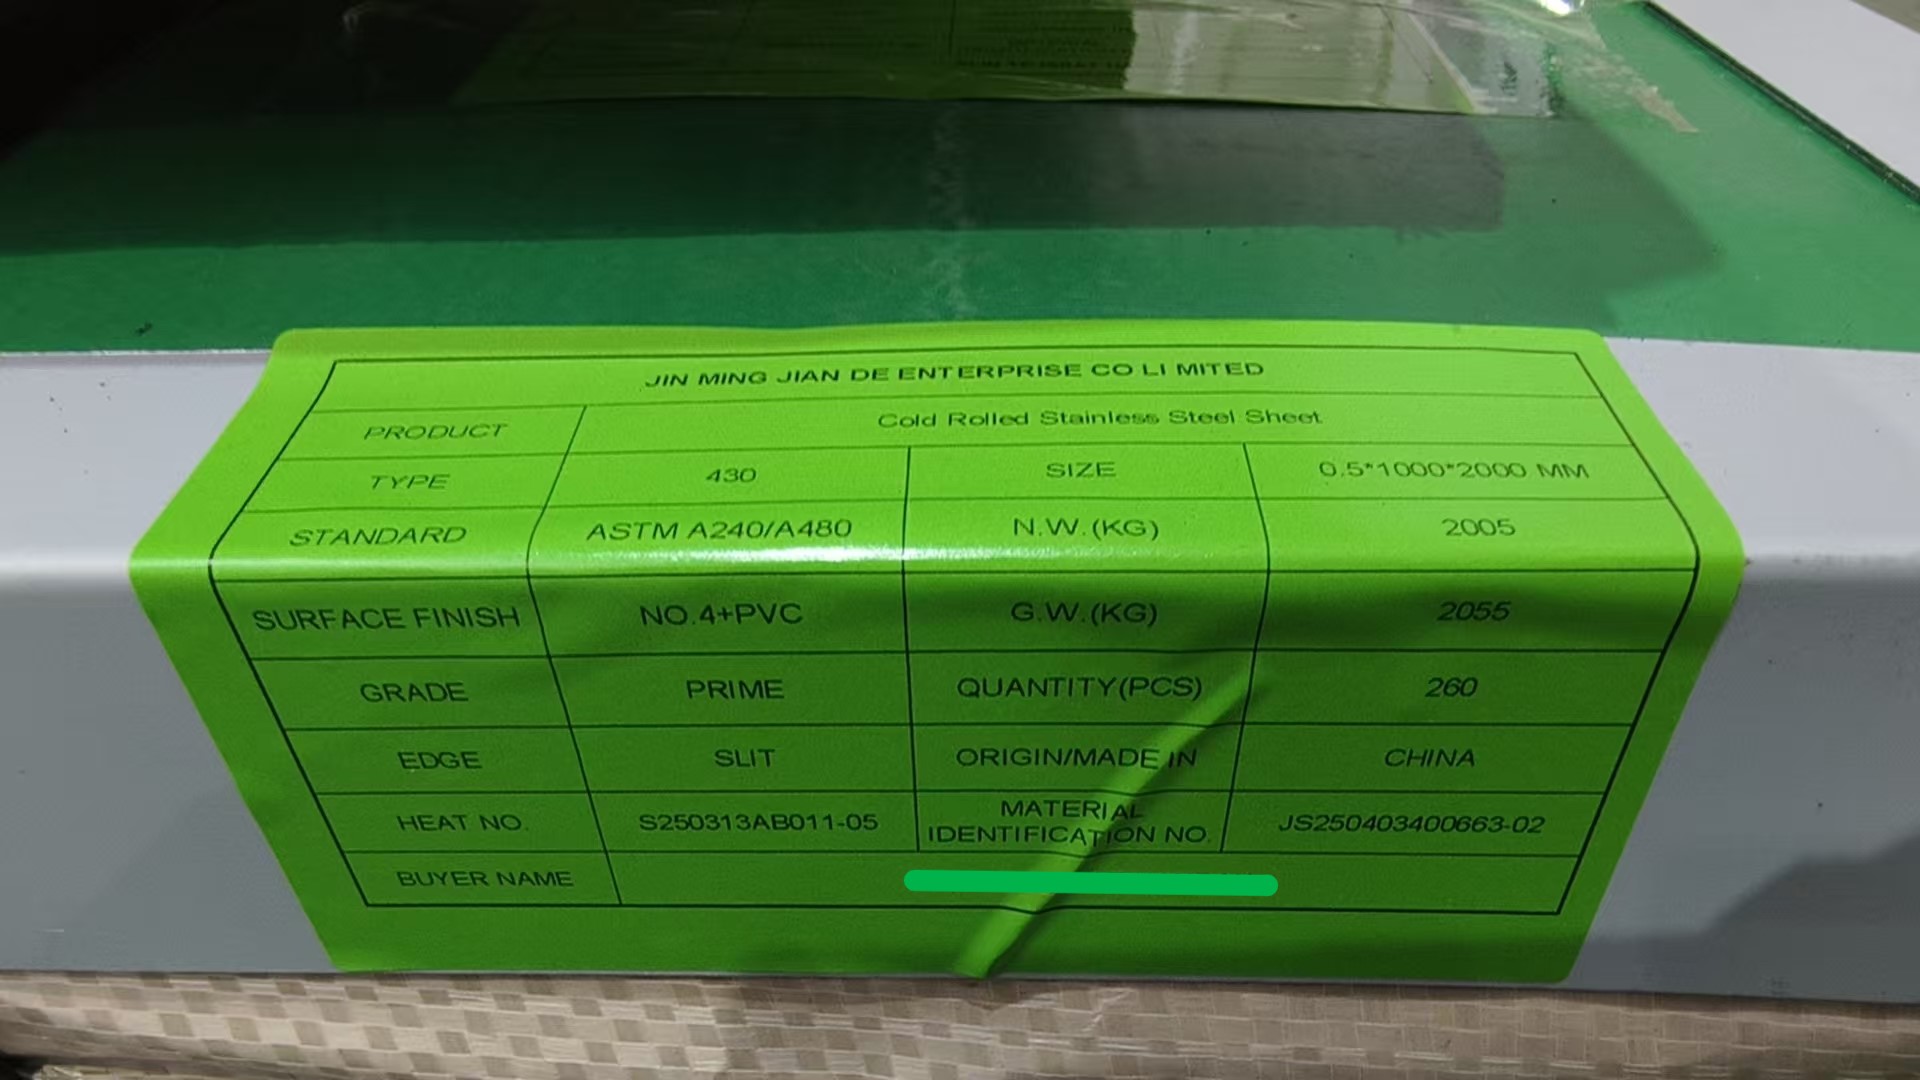 JIN MING JIAN DE ENTERPRISE CO LI MITED
PRODUCT Cold Rolled Stainless Steel Sheet
TYPE 430 SIZE 0.5*1000*2000 MM
STANDARD ASTM A240/A480 N.W.(KG) 2005
SURFACE FINISH NO.4+PVC G.W.(KG) 2055
GRADE PRIME QUANTITY(PCS) 260
EDGE SLIT ORIGIN/MADE IN CHINA
HEAT NO. S250313AB011-05 MATERIAL IDENTIFICATION NO. JS250403400663-02
BUYER NAME